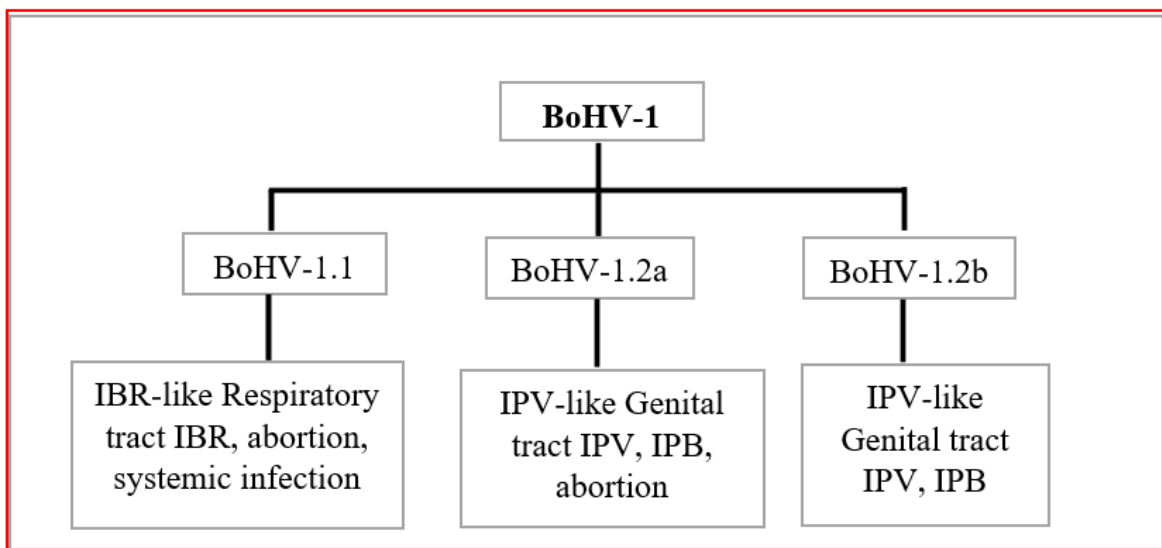 BoHV-1
BoHV-1.1
BoHV-1.2a
BoHV-1.2b
IBR-like Respiratory
tract IBR, abortion,
systemic infection
IPV-like Genital
tract IPV, IPB,
abortion
IPV-like
Genital tract
IPV, IPB